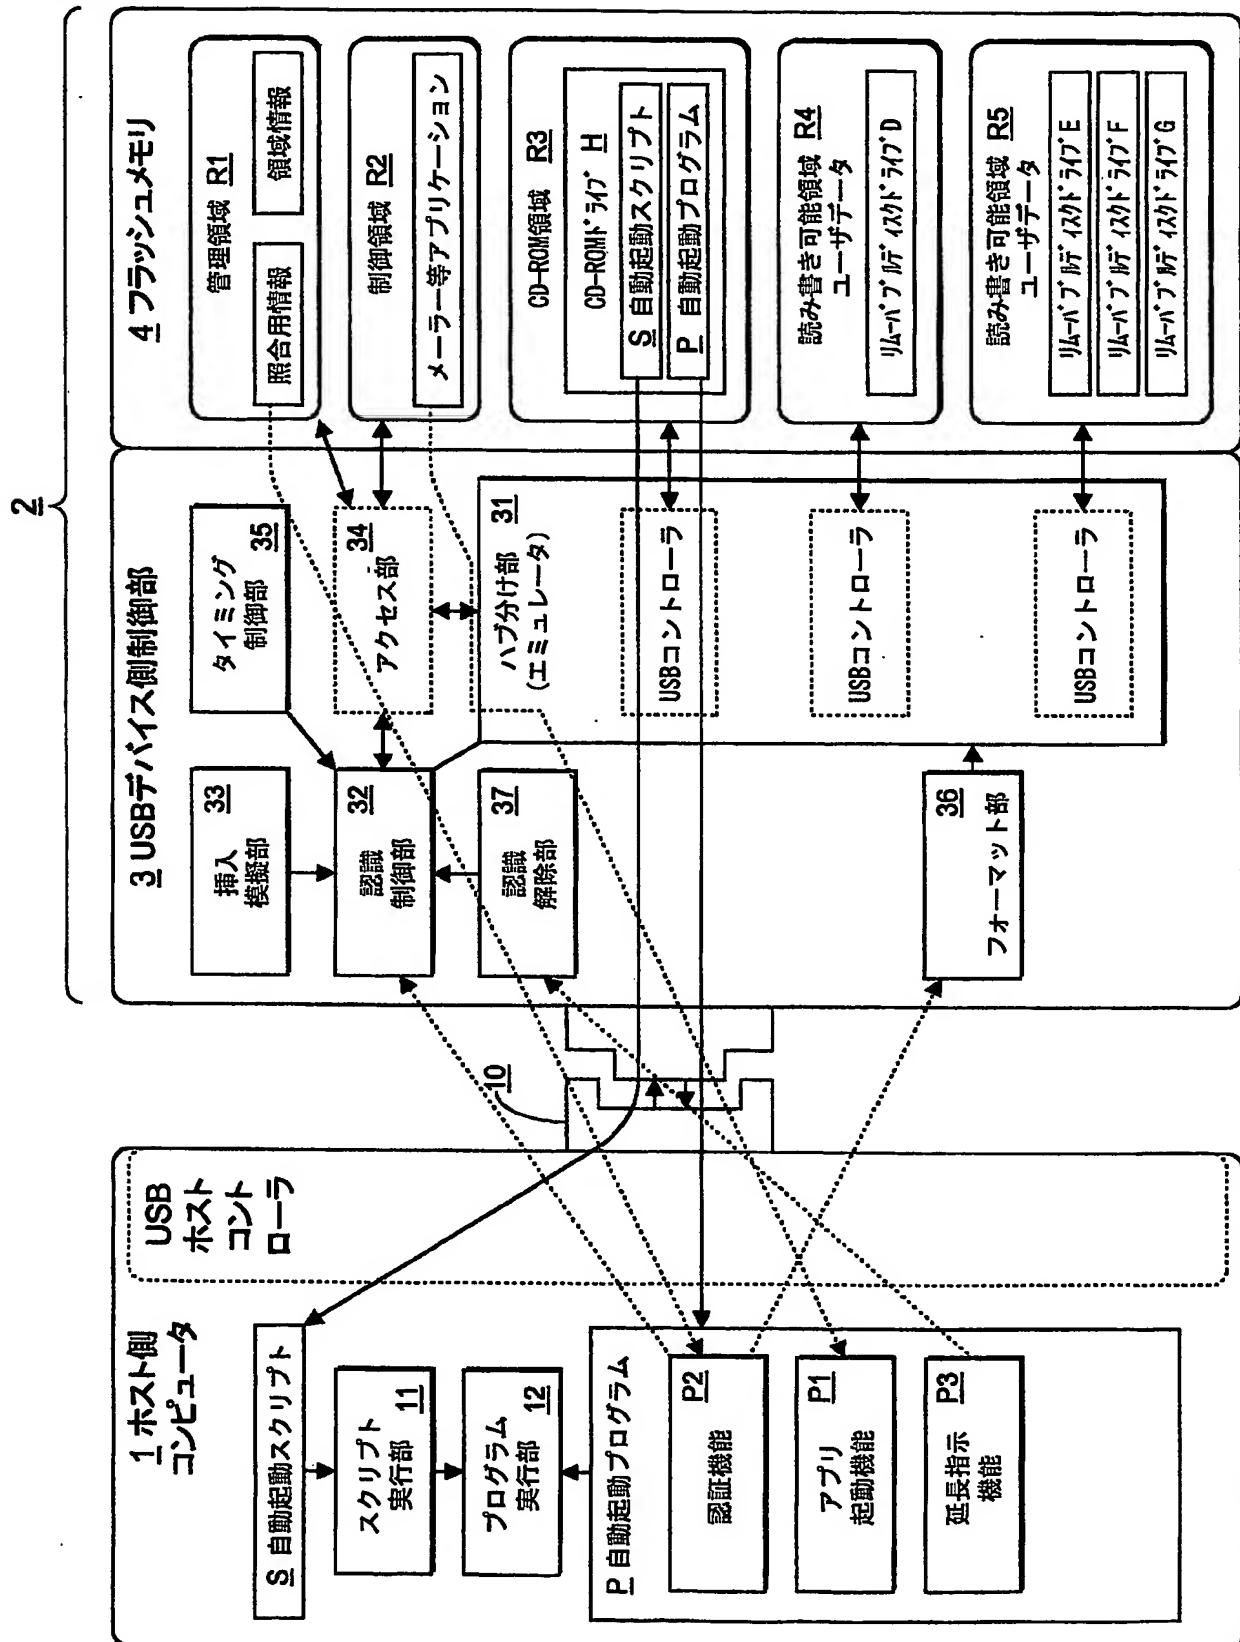 2
1 ホスト側
コンピュータ
USB
ホスト
コント
ローラ
S 自動起動スクリプト
スクリプト
実行部 11
プログラム
実行部 12
P 自動起動プログラム
認証機能 P2
アプリ
起動機能 P1
延長指示
機能 P3
10
3 USBデバイス側制御部
挿入
模擬部 33
タイミング
制御部 35
認識
制御部 32
アクセス部 34
認識
解除部 37
ハブ分け部 31
(エミュレータ)
USBコントローラ
USBコントローラ
USBコントローラ
フォーマット部 36
4 フラッシュメモリ
管理領域 R1
照合用情報
領域情報
制御領域 R2
メーラー等アプリケーション
CD-ROM領域 R3
CD-ROMドライブ H
S 自動起動スクリプト
P 自動起動プログラム
読み書き可能領域 R4
ユーザデータ
リムーバブルディスクドライブD
読み書き可能領域 R5
ユーザデータ
リムーバブルディスクドライブE
リムーバブルディスクドライブF
リムーバブルディスクドライブG